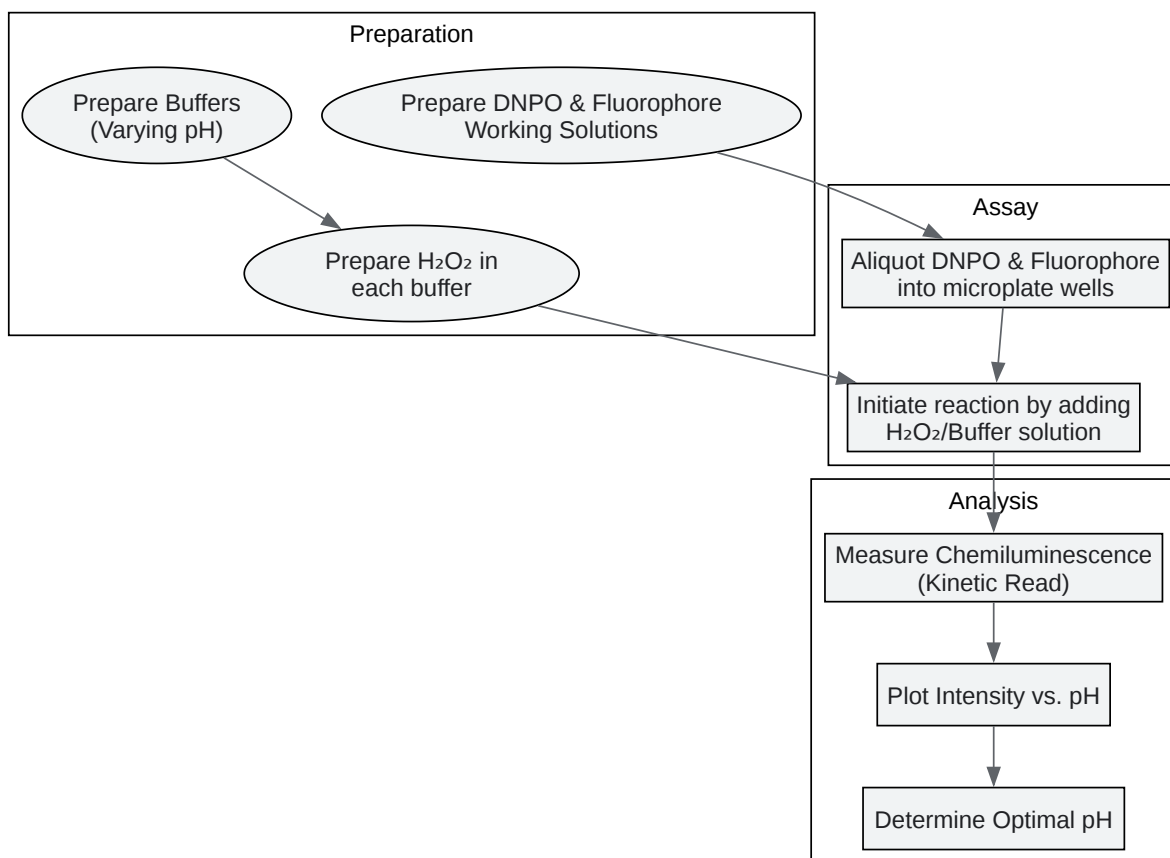 Preparation
Prepare Buffers
(Varying pH)
Prepare DNPO & Fluorophore
Working Solutions
Prepare H₂O₂ in
each buffer
Assay
Aliquot DNPO & Fluorophore
into microplate wells
Initiate reaction by adding
H₂O₂/Buffer solution
Analysis
Measure Chemiluminescence
(Kinetic Read)
Plot Intensity vs. pH
Determine Optimal pH